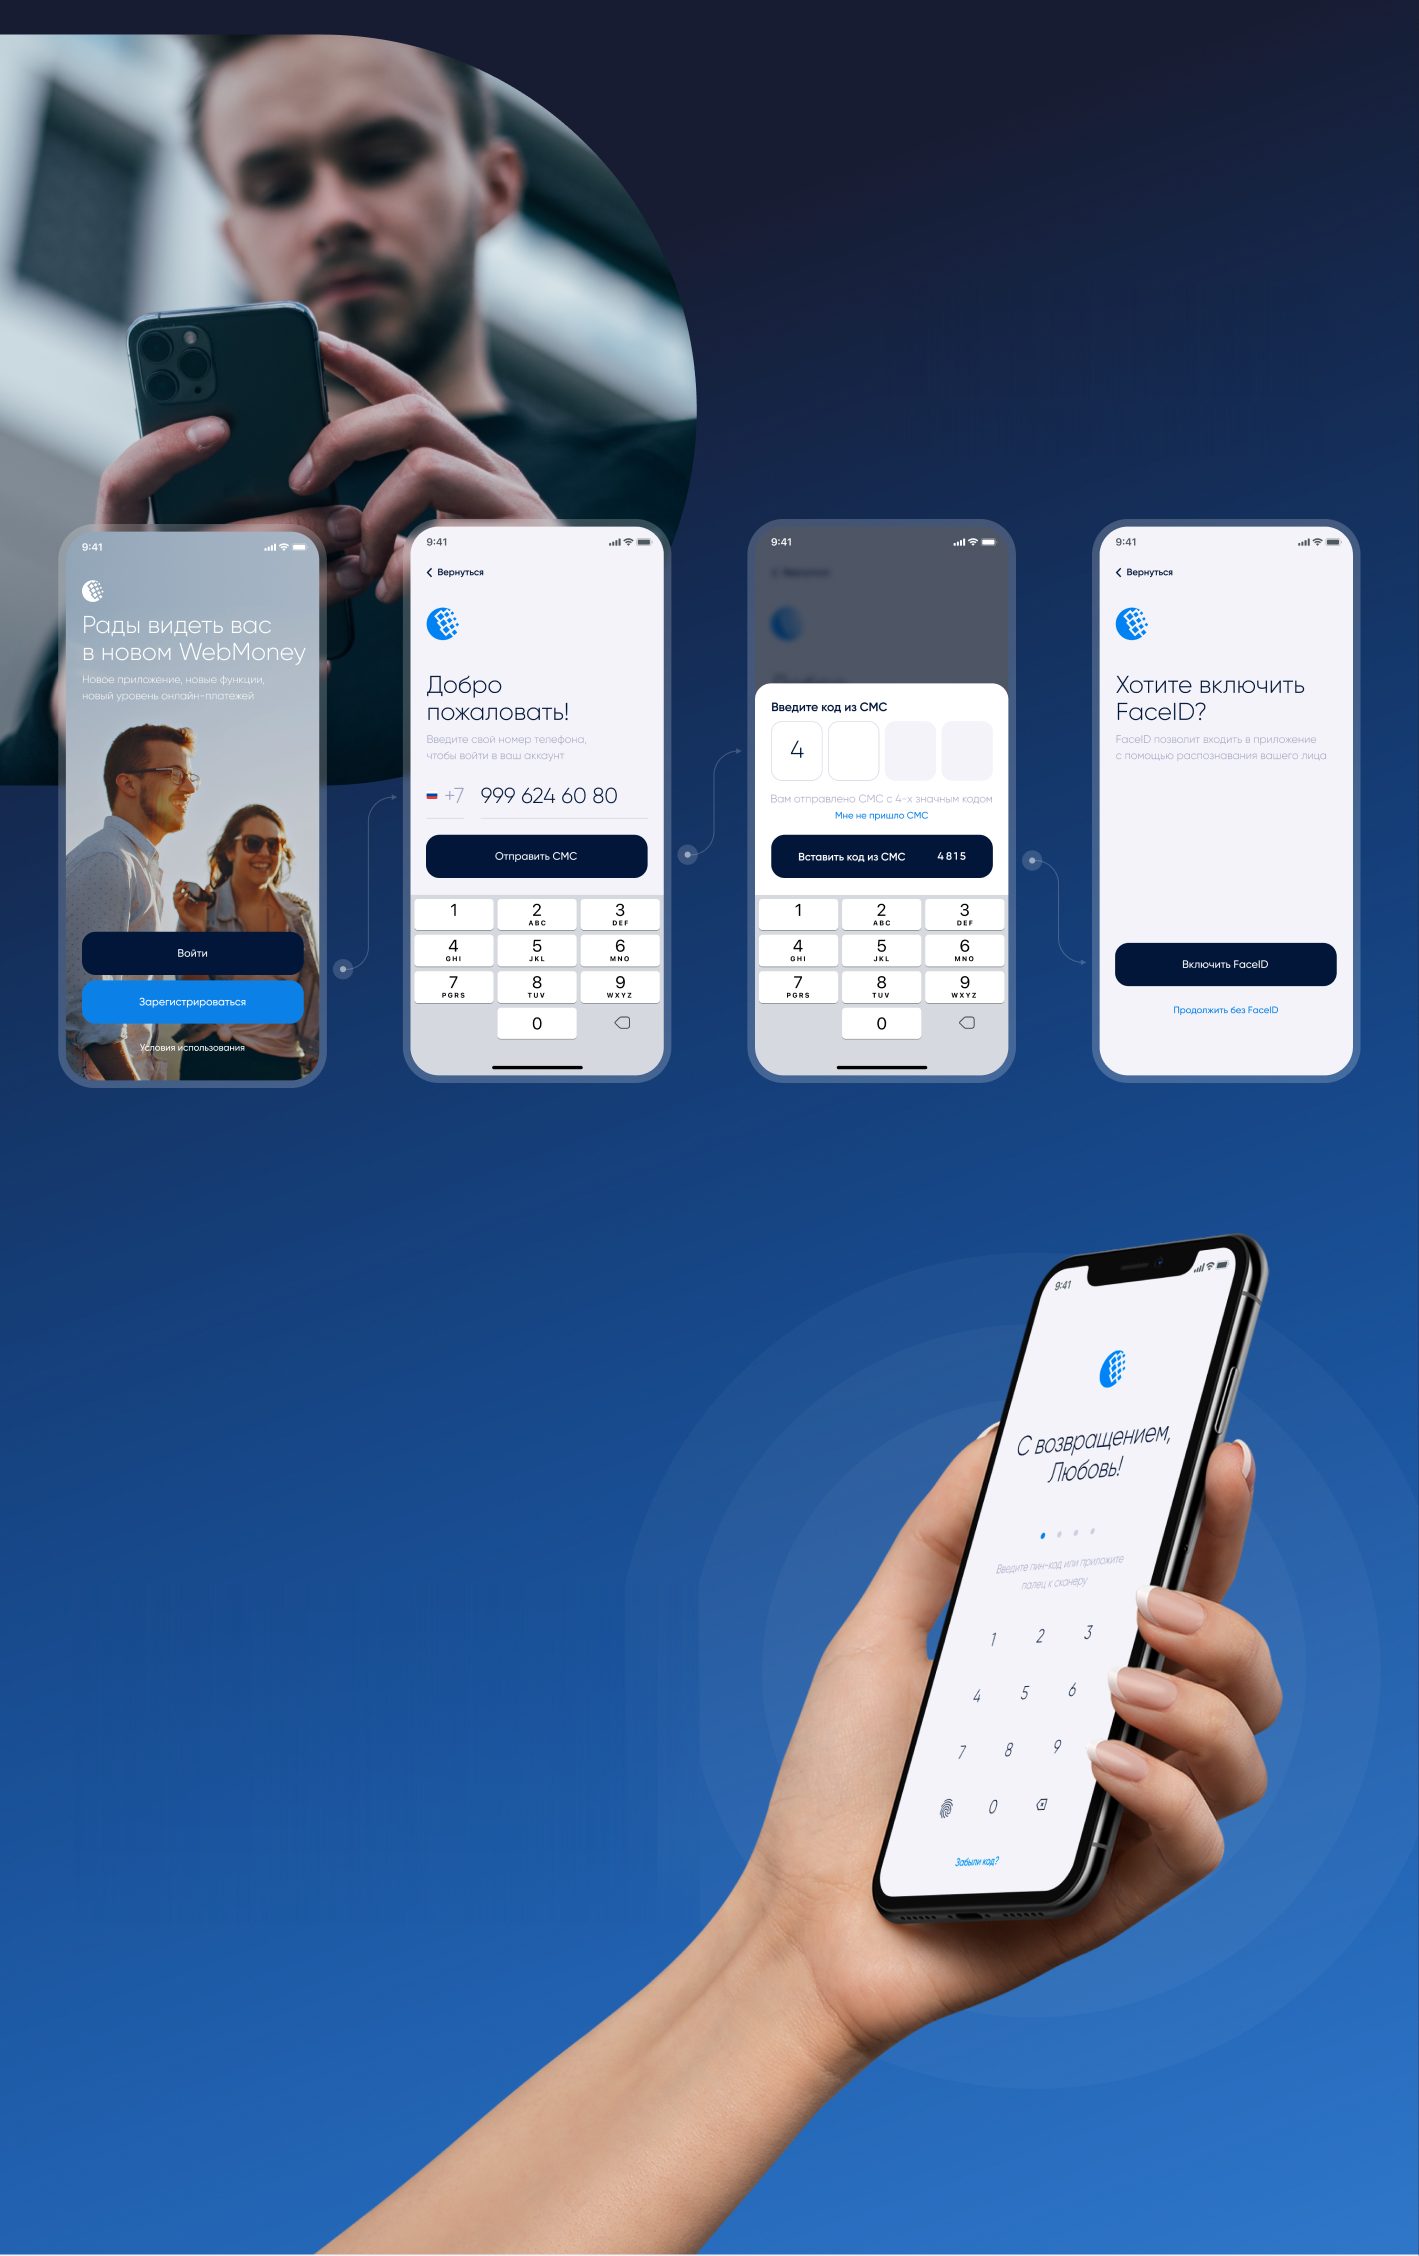 9:41
Рады видеть вас
в новом WebMoney
Новое приложение, новые функции,
новый уровень онлайн-платежей
Войти
Зарегистрироваться
Условия использования
9:41
Вернуться
Добро
пожаловать!
Введите свой номер телефона,
чтобы войти в ваш аккаунт
+7 999 624 60 80
Отправить СМС
1 2 3
ABC DEF
4 5 6
GHI JKL MNO
7 8 9
PGRS TUV WXYZ
0
9:41
Введите код из СМС
4
Вам отправлено СМС с 4-х значным кодом
Мне не пришло СМС
Вставить код из СМС 4815
1 2 3
ABC DEF
4 5 6
GHI JKL MNO
7 8 9
PGRS TUV WXYZ
0
9:41
Вернуться
Хотите включить
FaceID?
FaceID позволит входить в приложение
с помощью распознавания вашего лица
Включить FaceID
Продолжить без FaceID
9:41
С возвращением,
Любовь!
Введите пин-код или приложите
палец к сканеру
1 2 3
4 5 6
7 8 9
0
Забыли код?